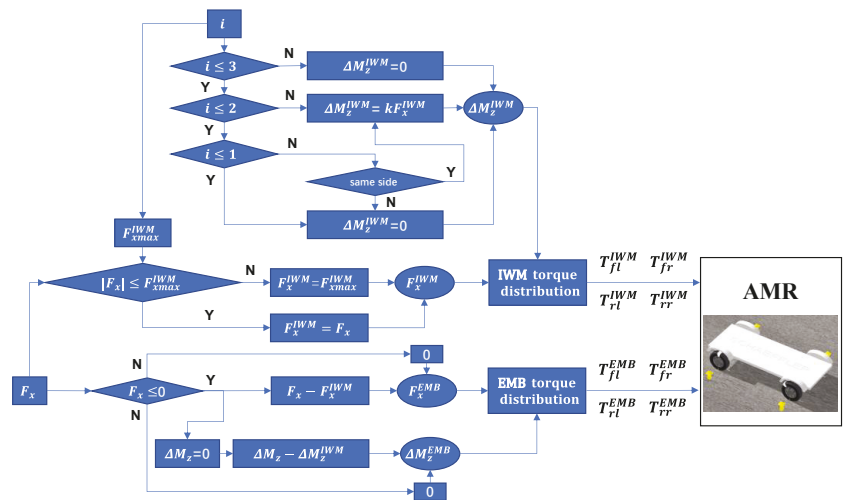 i
i ≤ 3
N
ΔM_z^{IWM}=0
Y
i ≤ 2
N
ΔM_z^{IWM}= kF_x^{IWM}
ΔM_z^{IWM}
Y
i ≤ 1
N
Y
same side
Y
N
ΔM_z^{IWM}=0
F_{xmax}^{IWM}
|F_x| ≤ F_{xmax}^{IWM}
N
F_x^{IWM}=F_{xmax}^{IWM}
F_x^{IWM}
Y
F_x^{IWM} = F_x
IWM torque
distribution
T_{fl}^{IWM} T_{fr}^{IWM}
T_{rl}^{IWM} T_{rr}^{IWM}
AMR
F_x
F_x ≤0
N
0
Y
F_x − F_x^{IWM}
F_x^{EMB}
EMB torque
distribution
T_{fl}^{EMB} T_{fr}^{EMB}
T_{rl}^{EMB} T_{rr}^{EMB}
N
ΔM_z=0
ΔM_z − ΔM_z^{IWM}
ΔM_z^{EMB}
0